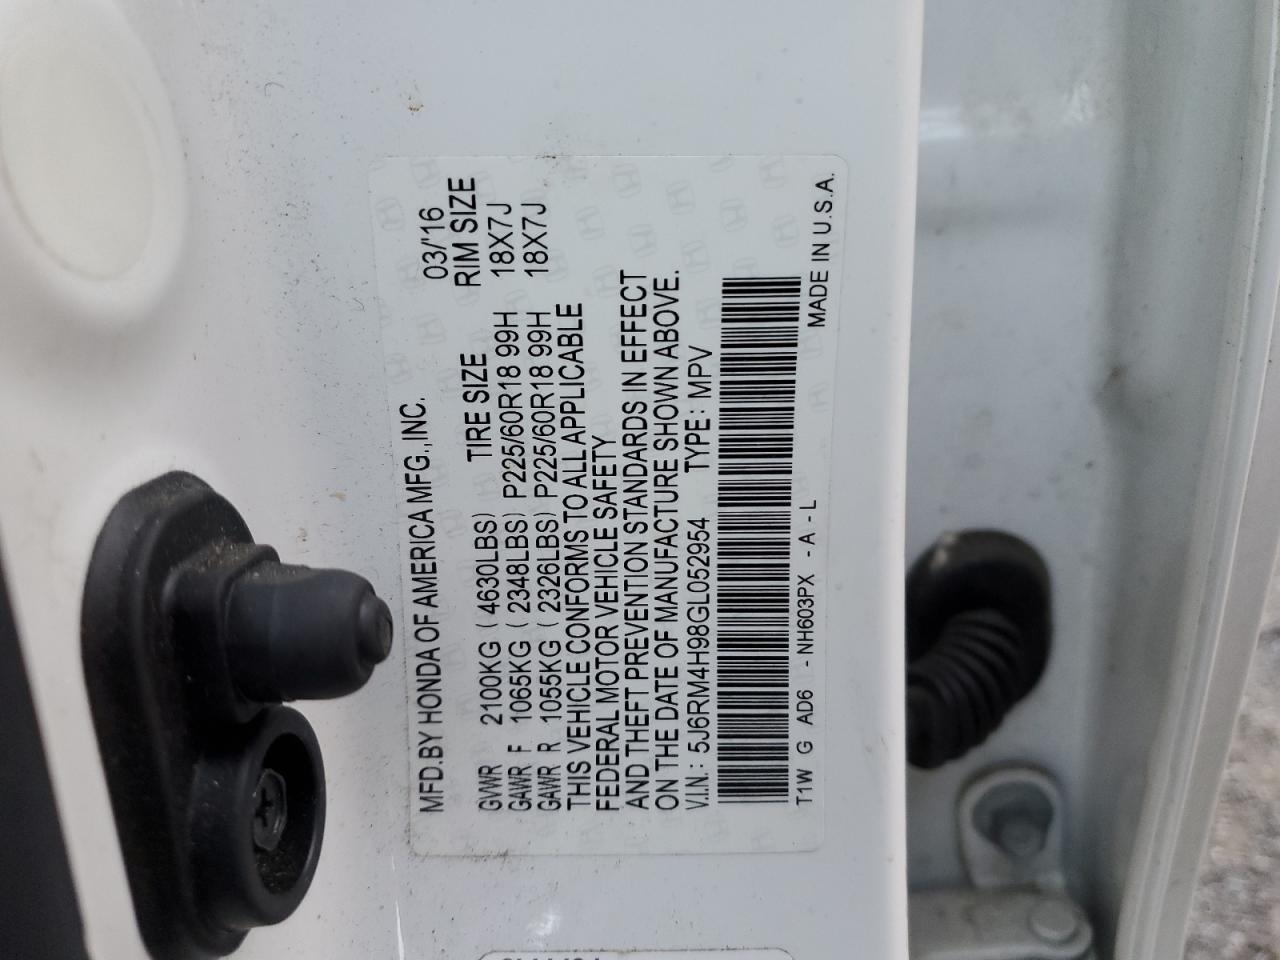 MFD. BY HONDA OF AMERICA MFG., INC. 03/'16
TIRE SIZE RIM SIZE
GVWR 2100KG ( 4630LBS)
GAWR F 1065KG ( 2348LBS) P225/60R18 99H 18X7J
GAWR R 1055KG ( 2326LBS) P225/60R18 99H 18X7J
THIS VEHICLE CONFORMS TO ALL APPLICABLE
FEDERAL MOTOR VEHICLE SAFETY
AND THEFT PREVENTION STANDARDS IN EFFECT
ON THE DATE OF MANUFACTURE SHOWN ABOVE.
V.I.N.: 5J6RM4H98GL052954 TYPE: MPV
T1W G AD6 - NH603PX - A - L
MADE IN U.S.A.